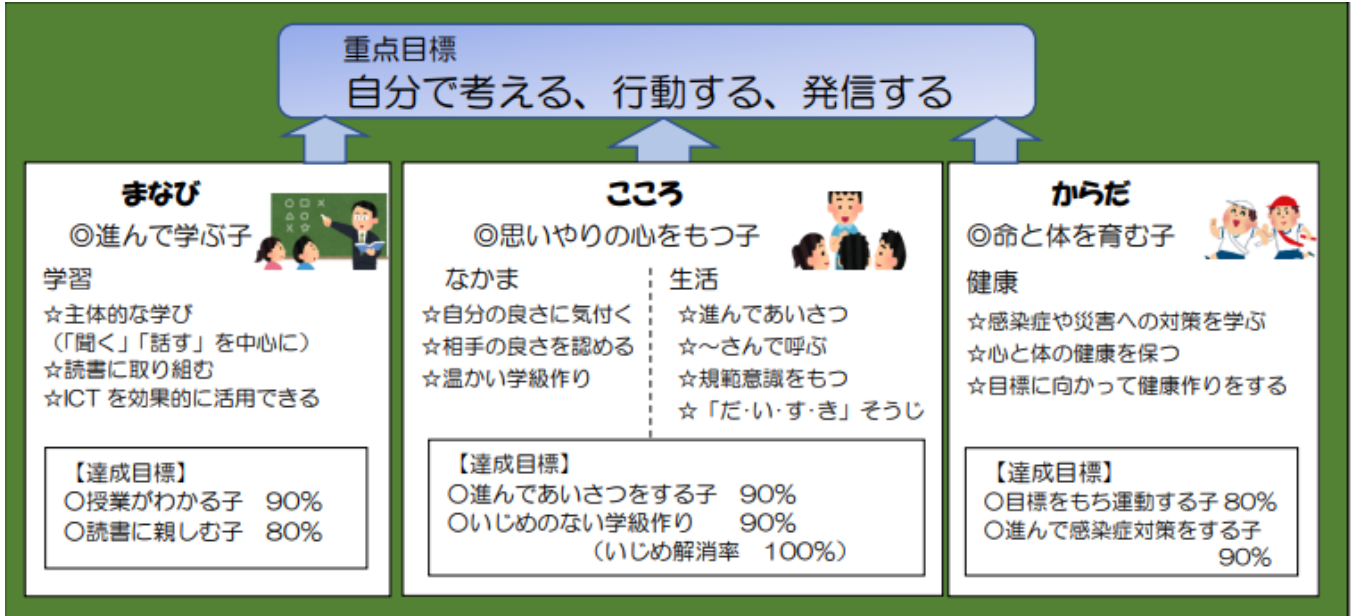 重点目標
自分で考える、行動する、発信する
まなび
◎進んで学ぶ子
学習
☆主体的な学び
（「聞く」「話す」を中心に）
☆読書に取り組む
☆ICTを効果的に活用できる
【達成目標】
○授業がわかる子　90%
○読書に親しむ子　80%
こころ
◎思いやりの心をもつ子
なかま
☆自分の良さに気付く
☆相手の良さを認める
☆温かい学級作り
生活
☆進んであいさつ
☆～さんで呼ぶ
☆規範意識をもつ
☆「だ・い・す・き」そうじ
【達成目標】
○進んであいさつをする子　90%
○いじめのない学級作り　90%
（いじめ解消率　100%）
からだ
◎命と体を育む子
健康
☆感染症や災害への対策を学ぶ
☆心と体の健康を保つ
☆目標に向かって健康作りをする
【達成目標】
○目標をもち運動する子 80%
○進んで感染症対策をする子
90%